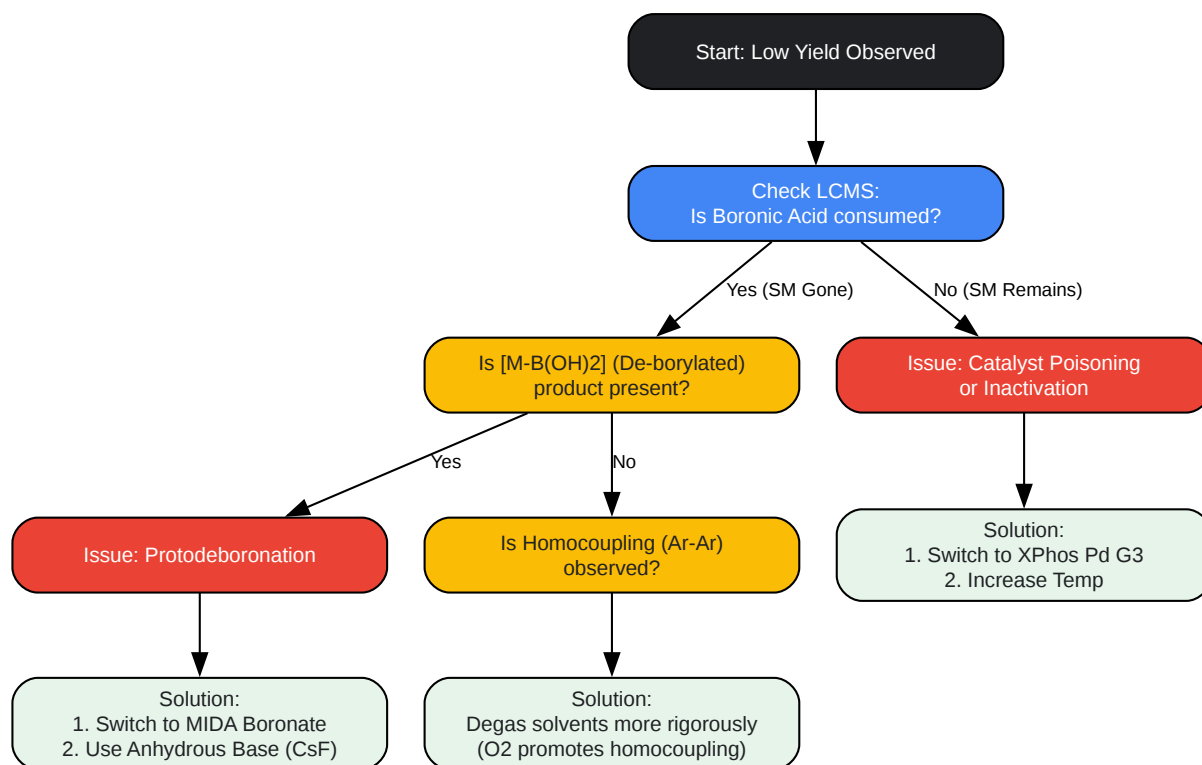 Start: Low Yield Observed
Check LCMS:
Is Boronic Acid consumed?
Yes (SM Gone)
No (SM Remains)
Is [M-B(OH)2] (De-borylated)
product present?
Issue: Catalyst Poisoning
or Inactivation
Yes
No
Issue: Protodeboronation
Is Homocoupling (Ar-Ar)
observed?
Solution:
1. Switch to XPhos Pd G3
2. Increase Temp
Solution:
1. Switch to MIDA Boronate
2. Use Anhydrous Base (CsF)
Solution:
Degas solvents more rigorously
(O2 promotes homocoupling)